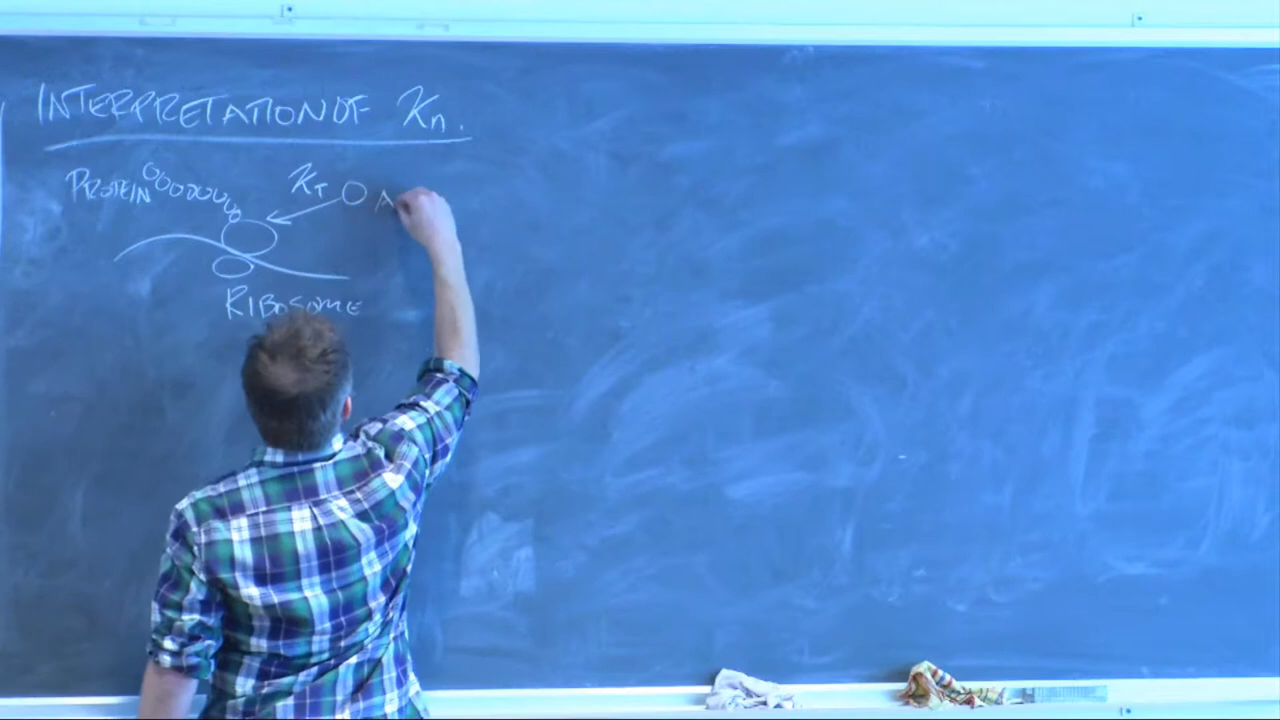 INTERPRETATION OF Kn.
PROTEIN
KT
A
RIBOSOME